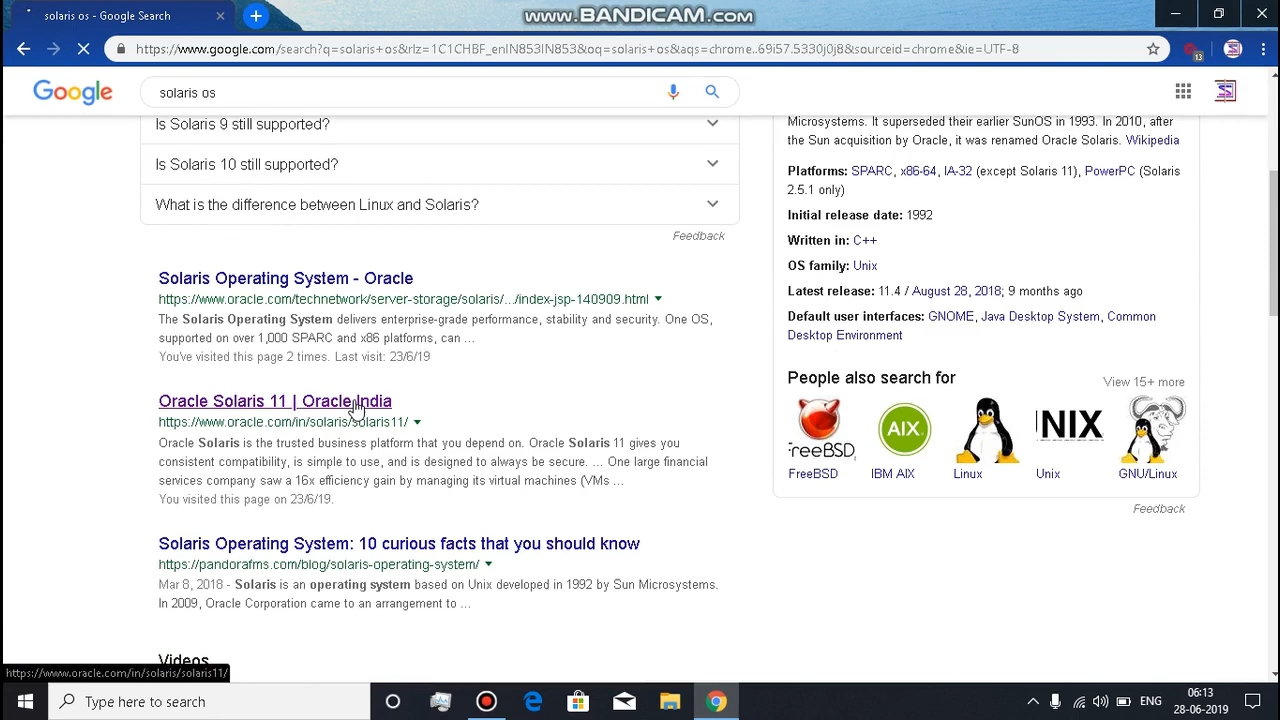 solaris os - Google Search
www.BANDICAM.com
https://www.google.com/search?q=solaris+os&rlz=1C1CHBF_enIN853IN853&oq=solaris+os&aqs=chrome.69i57.5330j0j8&sourceid=chrome&ie=UTF-8
13
Google
solaris os
Is Solaris 9 still supported?
Is Solaris 10 still supported?
What is the difference between Linux and Solaris?
Feedback
Solaris Operating System - Oracle
https://www.oracle.com/technetwork/server-storage/solaris/.../index-jsp-140909.html
The Solaris Operating System delivers enterprise-grade performance, stability and security. One OS,
supported on over 1,000 SPARC and x86 platforms, can ...
You've visited this page 2 times. Last visit: 23/6/19
Oracle Solaris 11 | Oracle India
https://www.oracle.com/in/solaris/solaris11/
Oracle Solaris is the trusted business platform that you depend on. Oracle Solaris 11 gives you
consistent compatibility, is simple to use, and is designed to always be secure. ... One large financial
services company saw a 16x efficiency gain by managing its virtual machines (VMs ...
You visited this page on 23/6/19.
Solaris Operating System: 10 curious facts that you should know
https://pandorafms.com/blog/solaris-operating-system/
Mar 8, 2018 - Solaris is an operating system based on Unix developed in 1992 by Sun Microsystems.
In 2009, Oracle Corporation came to an arrangement to ...
Videos
Microsystems. It superseded their earlier SunOS in 1993. In 2010, after
the Sun acquisition by Oracle, it was renamed Oracle Solaris. Wikipedia
Platforms: SPARC, x86-64, IA-32 (except Solaris 11), PowerPC (Solaris
2.5.1 only)
Initial release date: 1992
Written in: C++
OS family: Unix
Latest release: 11.4 / August 28, 2018; 9 months ago
Default user interfaces: GNOME, Java Desktop System, Common
Desktop Environment
People also search for
View 15+ more
FreeBSD
AIX
UNIX
FreeBSD
IBM AIX
Linux
Unix
GNU/Linux
Feedback
https://www.oracle.com/in/solaris/solaris11/
Type here to search
ENG
06:13
28-06-2019